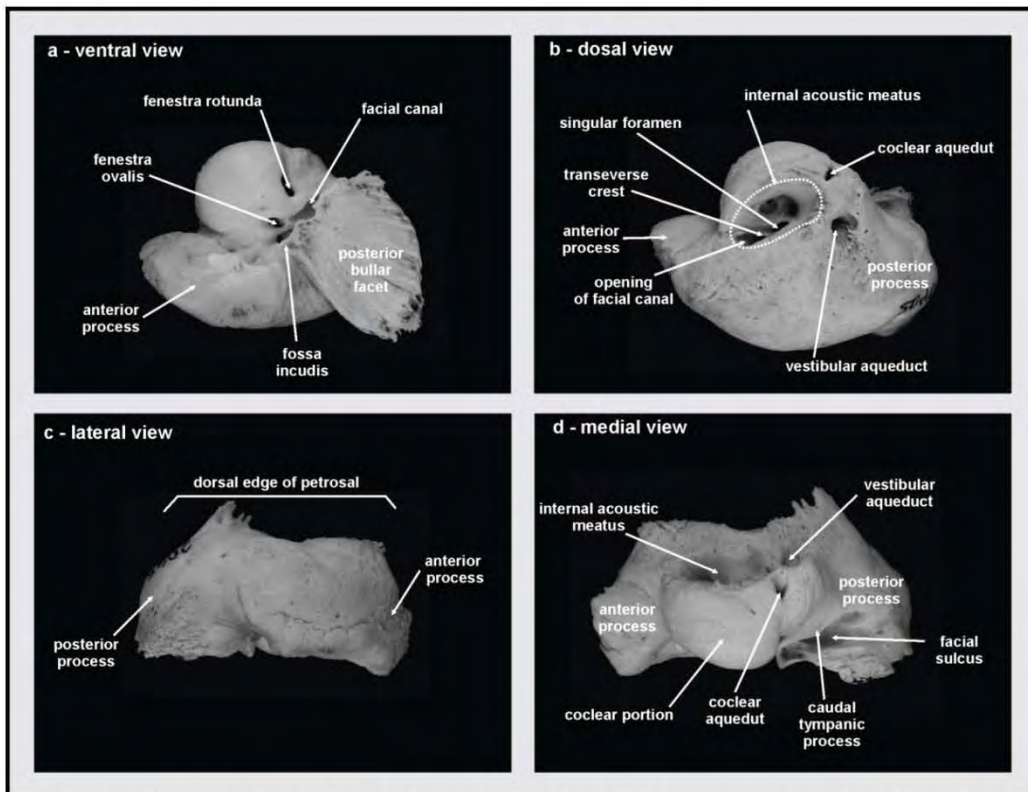 a - ventral view
fenestra rotunda
facial canal
fenestra
ovalis
posterior
bullar
facet
anterior
process
fossa
incudis
b - dosal view
internal acoustic meatus
singular foramen
coclear aquedut
transeverse
crest
anterior
process
posterior
process
opening
of facial canal
vestibular aqueduct
c - lateral view
dorsal edge of petrosal
anterior
process
posterior
process
d - medial view
vestibular
aqueduct
internal acoustic
meatus
posterior
process
anterior
process
facial
sulcus
coclear portion
coclear
aquedut
caudal
tympanic
process